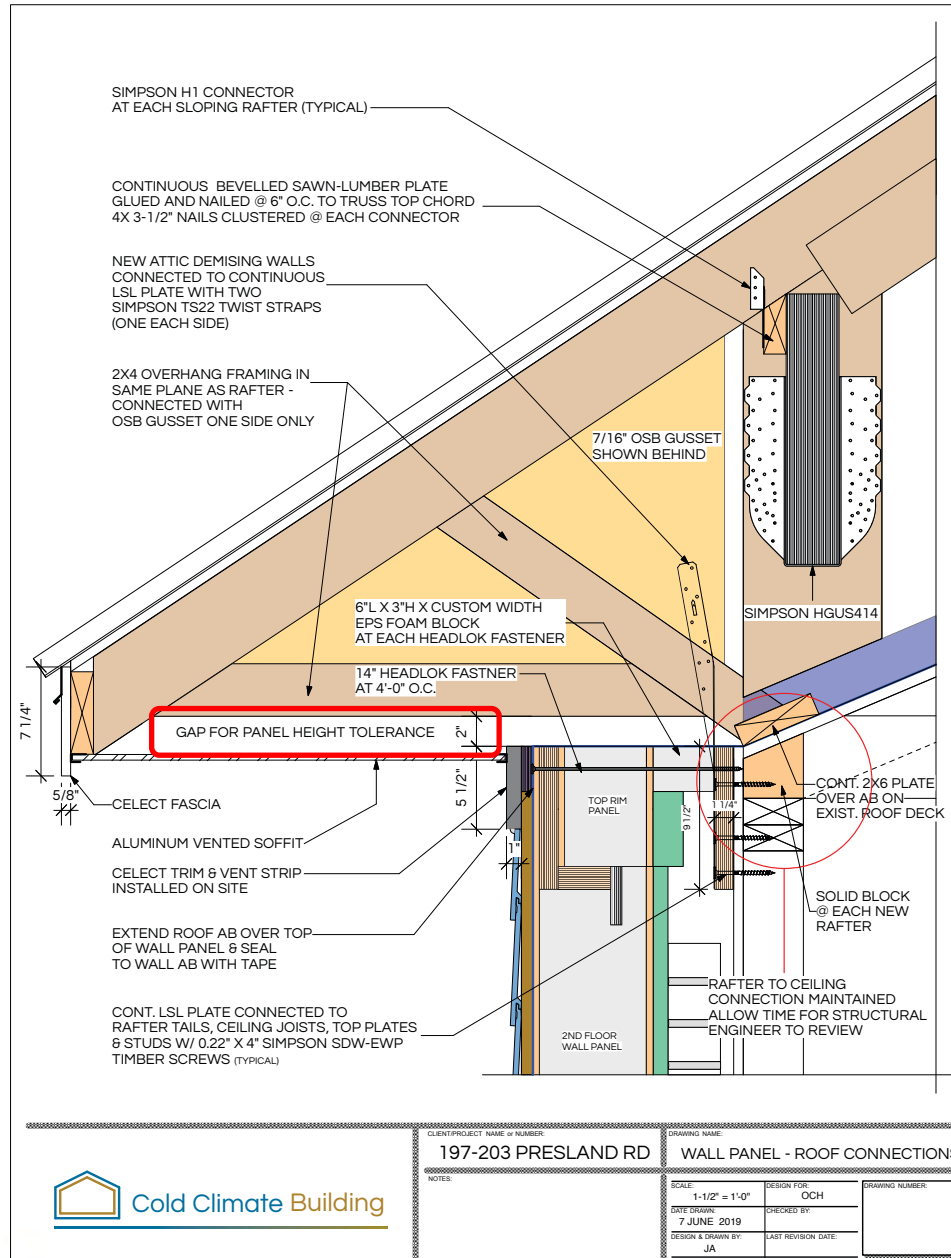 SIMPSON H1 CONNECTOR
AT EACH SLOPING RAFTER (TYPICAL)
CONTINUOUS BEVELLED SAWN-LUMBER PLATE
GLUED AND NAILED @ 6" O.C. TO TRUSS TOP CHORD
4X 3-1/2" NAILS CLUSTERED @ EACH CONNECTOR
NEW ATTIC DEMISING WALLS
CONNECTED TO CONTINUOUS
LSL PLATE WITH TWO
SIMPSON TS22 TWIST STRAPS
(ONE EACH SIDE)
2X4 OVERHANG FRAMING IN
SAME PLANE AS RAFTER -
CONNECTED WITH
OSB GUSSET ONE SIDE ONLY
7/16" OSB GUSSET
SHOWN BEHIND
SIMPSON HGUS414
6"L X 3"H X CUSTOM WIDTH
EPS FOAM BLOCK
AT EACH HEADLOK FASTENER
14" HEADLOK FASTNER
AT 4'-0" O.C.
7 1/4"
GAP FOR PANEL HEIGHT TOLERANCE
2"
5/8"
CELECT FASCIA
5 1/2"
TOP RIM
PANEL
9 1/2"
1 1/4"
CONT. 2X6 PLATE
OVER AB ON
EXIST. ROOF DECK
ALUMINUM VENTED SOFFIT
1"
CELECT TRIM & VENT STRIP
INSTALLED ON SITE
SOLID BLOCK
@ EACH NEW
RAFTER
EXTEND ROOF AB OVER TOP
OF WALL PANEL & SEAL
TO WALL AB WITH TAPE
RAFTER TO CEILING
CONNECTION MAINTAINED
ALLOW TIME FOR STRUCTURAL
ENGINEER TO REVIEW
CONT. LSL PLATE CONNECTED TO
RAFTER TAILS, CEILING JOISTS, TOP PLATES
& STUDS W/ 0.22" X 4" SIMPSON SDW-EWP
TIMBER SCREWS (TYPICAL)
2ND FLOOR
WALL PANEL
Cold Climate Building
CLIENT/PROJECT NAME or NUMBER:
197-203 PRESLAND RD
NOTES:
DRAWING NAME:
WALL PANEL - ROOF CONNECTION
SCALE:
1-1/2" = 1'-0"
DESIGN FOR:
OCH
DRAWING NUMBER:
DATE DRAWN:
7 JUNE 2019
CHECKED BY:
DESIGN & DRAWN BY:
JA
LAST REVISION DATE: